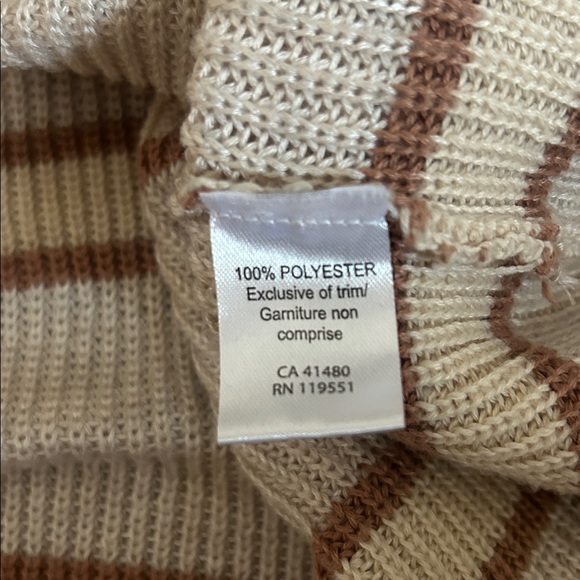 100% POLYESTER
Exclusive of trim/
Garniture non
comprise
CA 41480
RN 119551